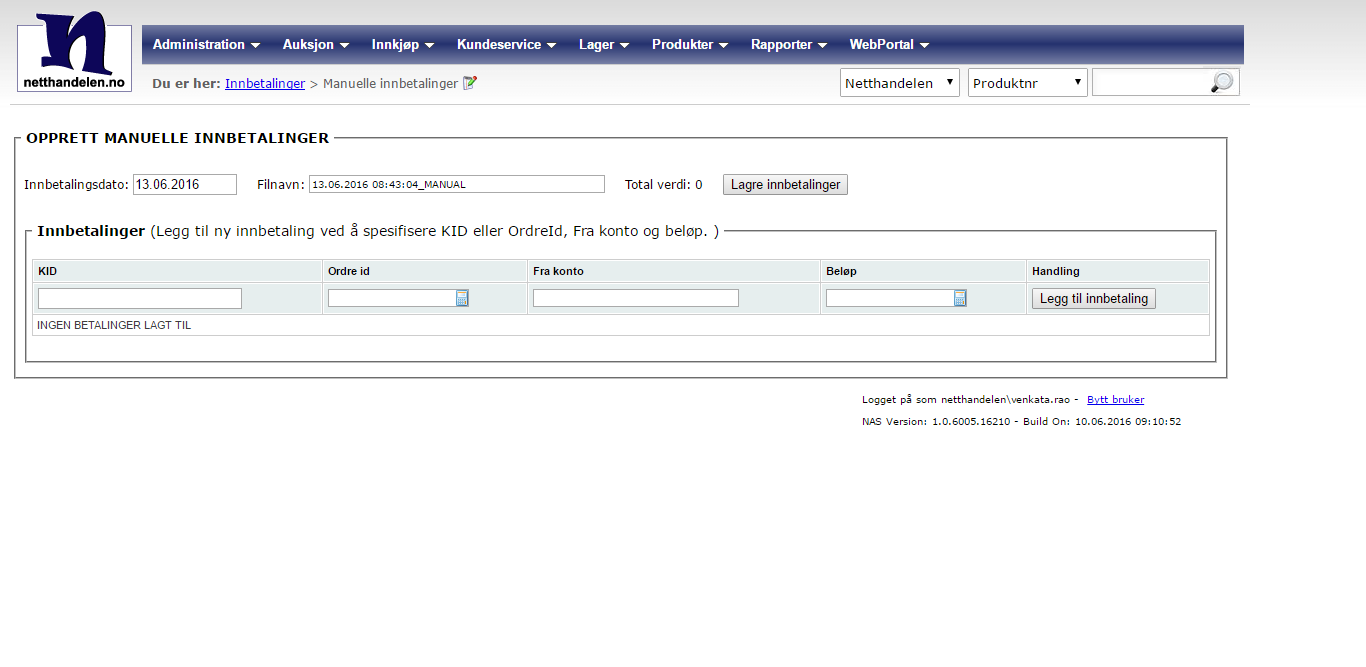 n
netthandelen.no
Administration Auksjon Innkjøp Kundeservice Lager Produkter Rapporter WebPortal
Du er her: Innbetalinger > Manuelle innbetalinger Netthandelen Produktnr
OPPRETT MANUELLE INNBETALINGER
Innbetalingsdato: 13.06.2016 Filnavn: 13.06.2016 08:43:04_MANUAL Total verdi: 0 Lagre innbetalinger
Innbetalinger (Legg til ny innbetaling ved å spesifisere KID eller OrdreId, Fra konto og beløp. )
KID Ordre id Fra konto Beløp Handling
Legg til innbetaling
INGEN BETALINGER LAGT TIL
Logget på som netthandelen\venkata.rao - Bytt bruker
NAS Version: 1.0.6005.16210 - Build On: 10.06.2016 09:10:52